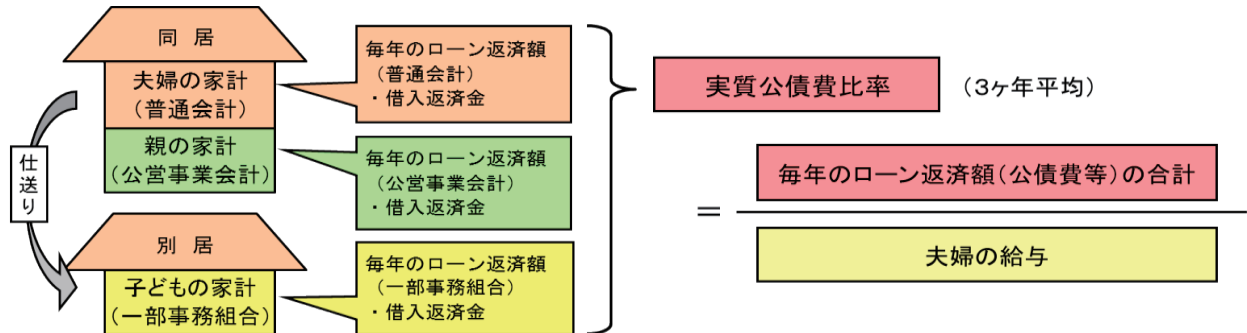 同居
夫婦の家計
(普通会計)
親の家計
(公営事業会計)
仕送り
別居
子どもの家計
(一部事務組合)
毎年のローン返済額
(普通会計)
・借入返済金
毎年のローン返済額
(公営事業会計)
・借入返済金
毎年のローン返済額
(一部事務組合)
・借入返済金
実質公債費比率 (3ヶ年平均)
毎年のローン返済額(公債費等)の合計
=
夫婦の給与